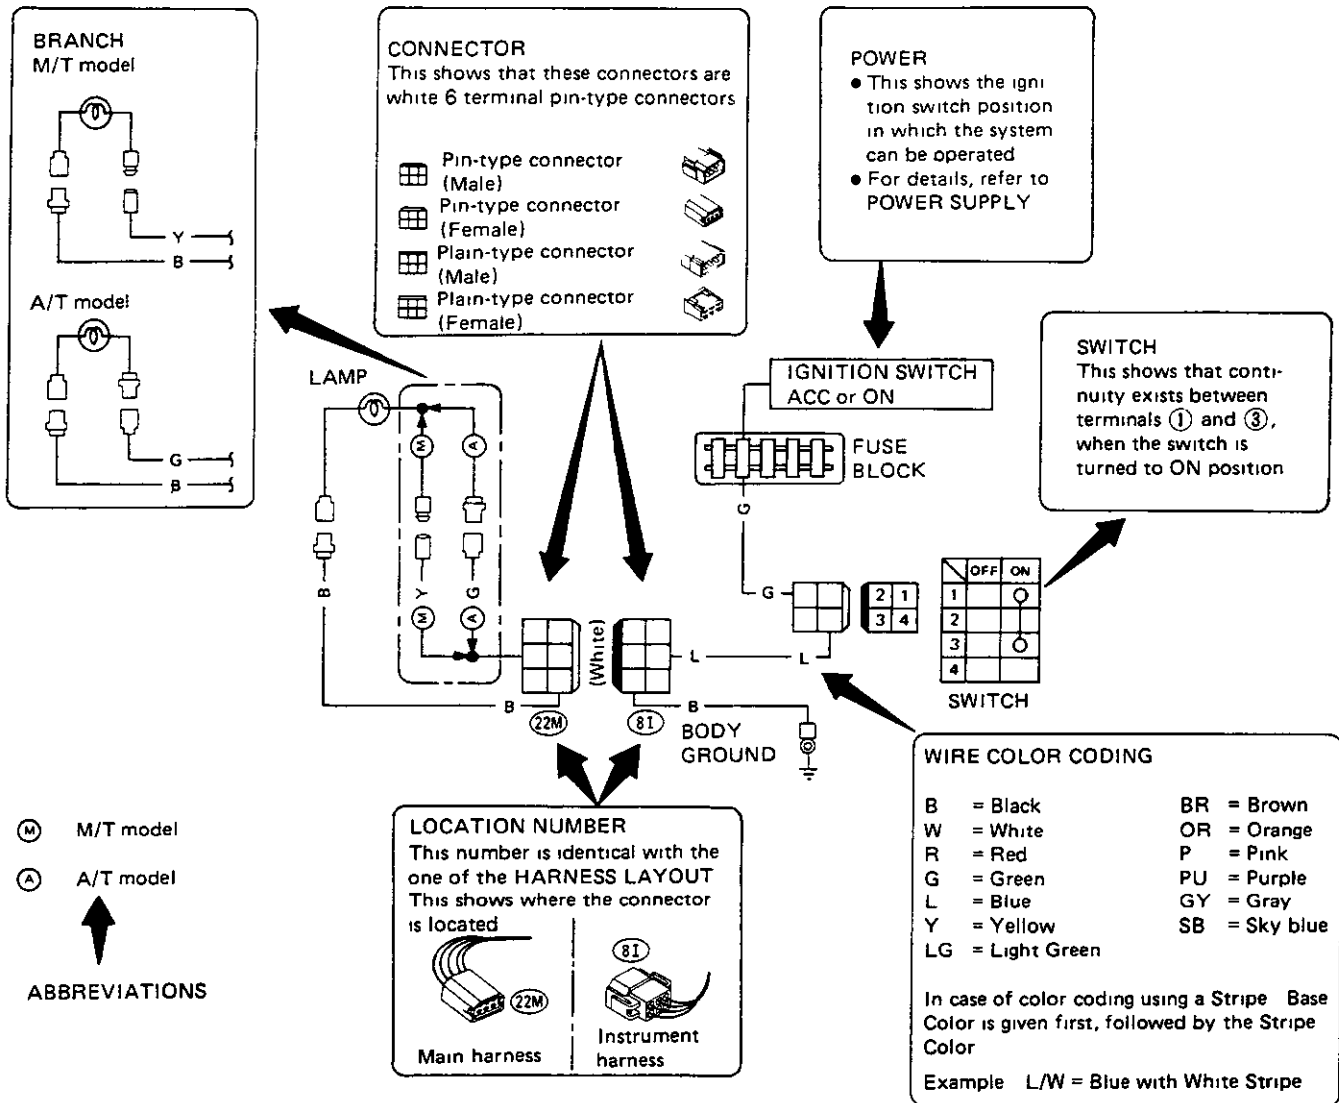 BRANCH
M/T model
Y
B
A/T model
G
B
CONNECTOR
This shows that these connectors are
white 6 terminal pin-type connectors
Pin-type connector
(Male)
Pin-type connector
(Female)
Plain-type connector
(Male)
Plain-type connector
(Female)
POWER
● This shows the igni
tion switch position
in which the system
can be operated
● For details, refer to
POWER SUPPLY
SWITCH
This shows that conti-
nuity exists between
terminals ① and ③,
when the switch is
turned to ON position
LAMP
M
A
B
Y
G
M
A
B
22M
(White)
8I
IGNITION SWITCH
ACC or ON
FUSE
BLOCK
G
G
L
L
B
BODY
GROUND
2 1
3 4
OFF ON
1
2
3
4
SWITCH
LOCATION NUMBER
This number is identical with the
one of the HARNESS LAYOUT
This shows where the connector
is located
22M
Main harness
8I
Instrument
harness
WIRE COLOR CODING
B = Black
W = White
R = Red
G = Green
L = Blue
Y = Yellow
LG = Light Green
BR = Brown
OR = Orange
P = Pink
PU = Purple
GY = Gray
SB = Sky blue
In case of color coding using a Stripe Base
Color is given first, followed by the Stripe
Color
Example L/W = Blue with White Stripe
Ⓜ M/T model
Ⓐ A/T model
ABBREVIATIONS